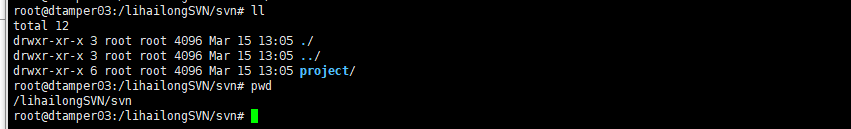 root@dtamper03:/lihailongSVN/svn# ll
total 12
drwxr-xr-x 3 root root 4096 Mar 15 13:05 ./
drwxr-xr-x 3 root root 4096 Mar 15 13:05 ../
drwxr-xr-x 6 root root 4096 Mar 15 13:05 project/
root@dtamper03:/lihailongSVN/svn# pwd
/lihailongSVN/svn
root@dtamper03:/lihailongSVN/svn#